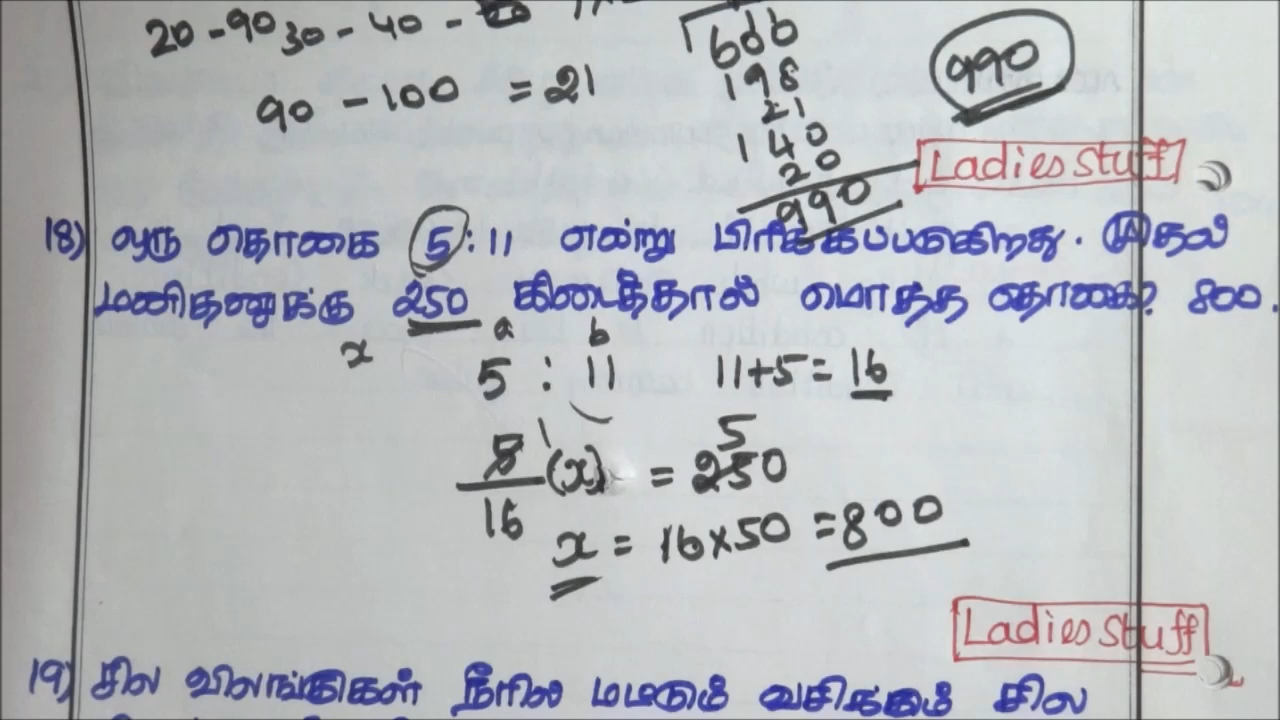 20 - 90 30 - 40 -
90 - 100 = 21
198
21
140
20
990
990
Ladies Stuff
18) ஒரு தொகை 5 : 11 என்று பிரிக்கப்படுகிறது. முதல்
மனிதனுக்கு 250 கிடைத்தால் மொத்த தொகை? 800.
a b
x 5 : 11 11+5 = 16
5
5/16 (x) = 250
x = 16×50 = 800
Ladies Stuff
19) சில விலங்குகள் நீரில் மட்டும் வசிக்கும் சில